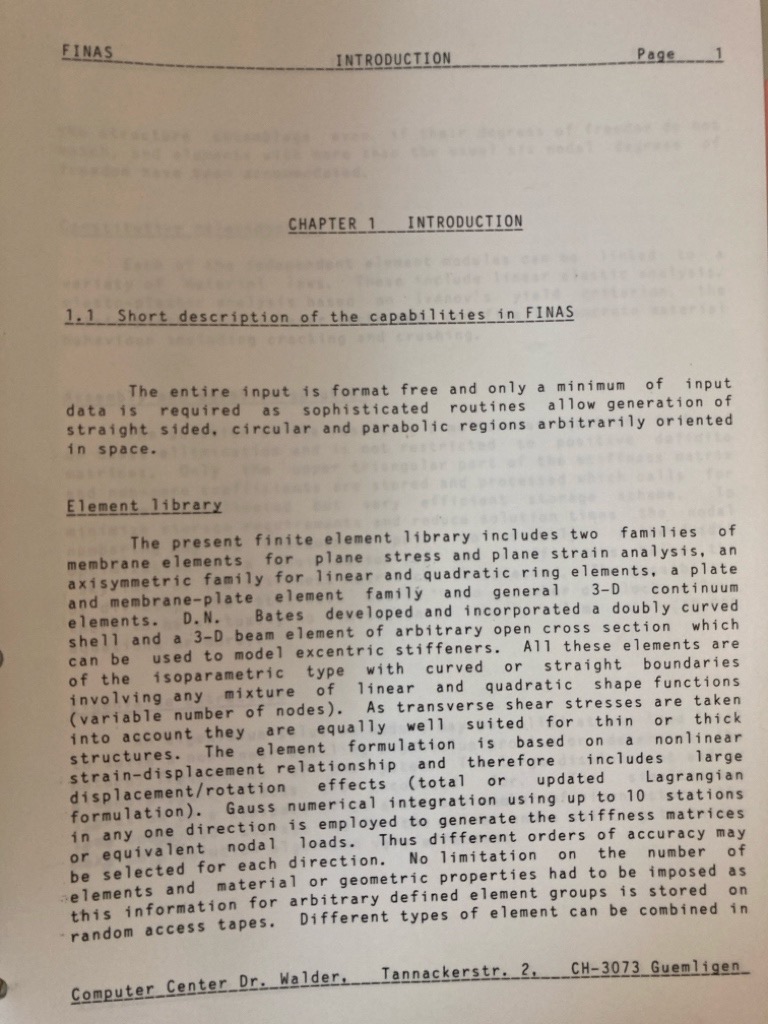 FINAS INTRODUCTION Page 1
CHAPTER 1 INTRODUCTION
1.1 Short description of the capabilities in FINAS
The entire input is format free and only a minimum of input
data is required as sophisticated routines allow generation of
straight sided, circular and parabolic regions arbitrarily oriented
in space.
Element library
The present finite element library includes two families of
membrane elements for plane stress and plane strain analysis, an
axisymmetric family for linear and quadratic ring elements, a plate
and membrane-plate element family and general 3-D continuum
elements. D.N. Bates developed and incorporated a doubly curved
shell and a 3-D beam element of arbitrary open cross section which
can be used to model excentric stiffeners. All these elements are
of the isoparametric type with curved or straight boundaries
involving any mixture of linear and quadratic shape functions
(variable number of nodes). As transverse shear stresses are taken
into account they are equally well suited for thin or thick
structures. The element formulation is based on a nonlinear
strain-displacement relationship and therefore includes large
displacement/rotation effects (total or updated Lagrangian
formulation). Gauss numerical integration using up to 10 stations
in any one direction is employed to generate the stiffness matrices
or equivalent nodal loads. Thus different orders of accuracy may
be selected for each direction. No limitation on the number of
elements and material or geometric properties had to be imposed as
this information for arbitrary defined element groups is stored on
random access tapes. Different types of element can be combined in
Computer Center Dr. Walder, Tannackerstr. 2, CH-3073 Guemligen